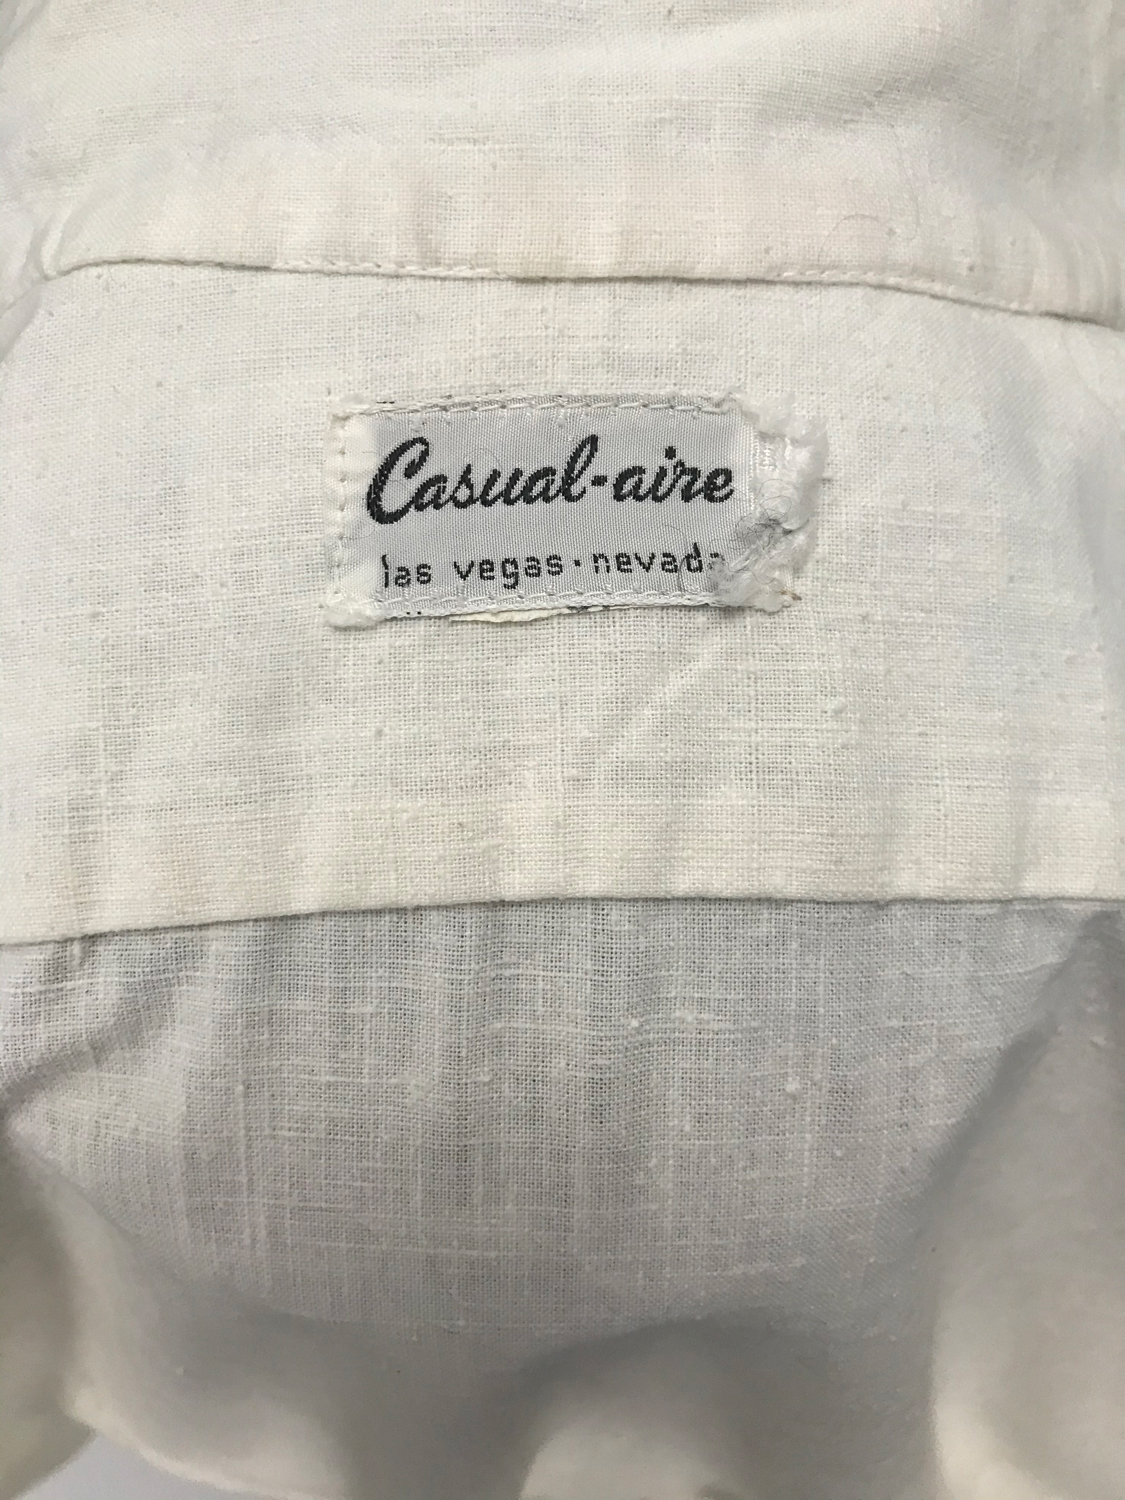 Casual-aire
las vegas · nevada